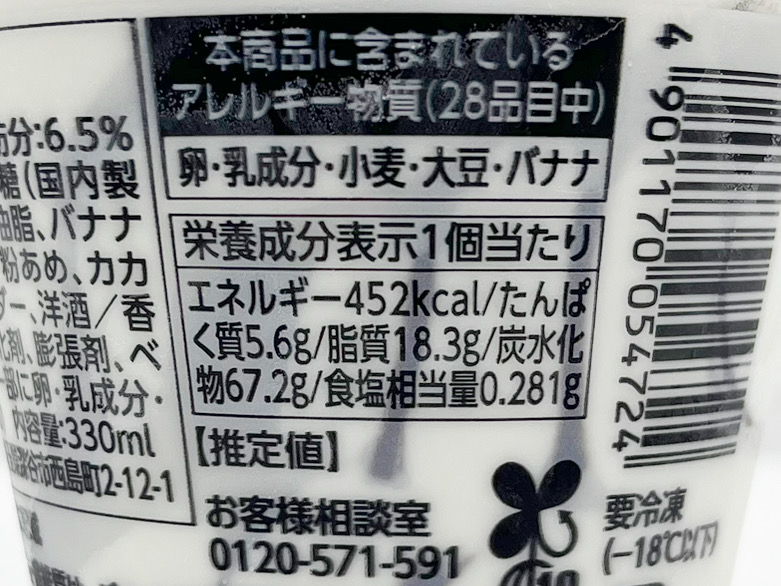 本商品に含まれている
アレルギー物質(28品目中)
卵・乳成分・小麦・大豆・バナナ
栄養成分表示1個当たり
エネルギー452kcal/たんぱ
く質5.6g/脂質18.3g/炭水化
物67.2g/食塩相当量0.281g
【推定値】
お客様相談室
0120-571-591
分:6.5%
糖(国内製
油脂、バナナ
粉あめ、カカ
ー、洋酒/香
化剤、膨張剤、ベ
部に卵・乳成分・
内容量:330ml
谷市西島町2-12-1
4 901170 054724
要冷凍
(-18℃以下)